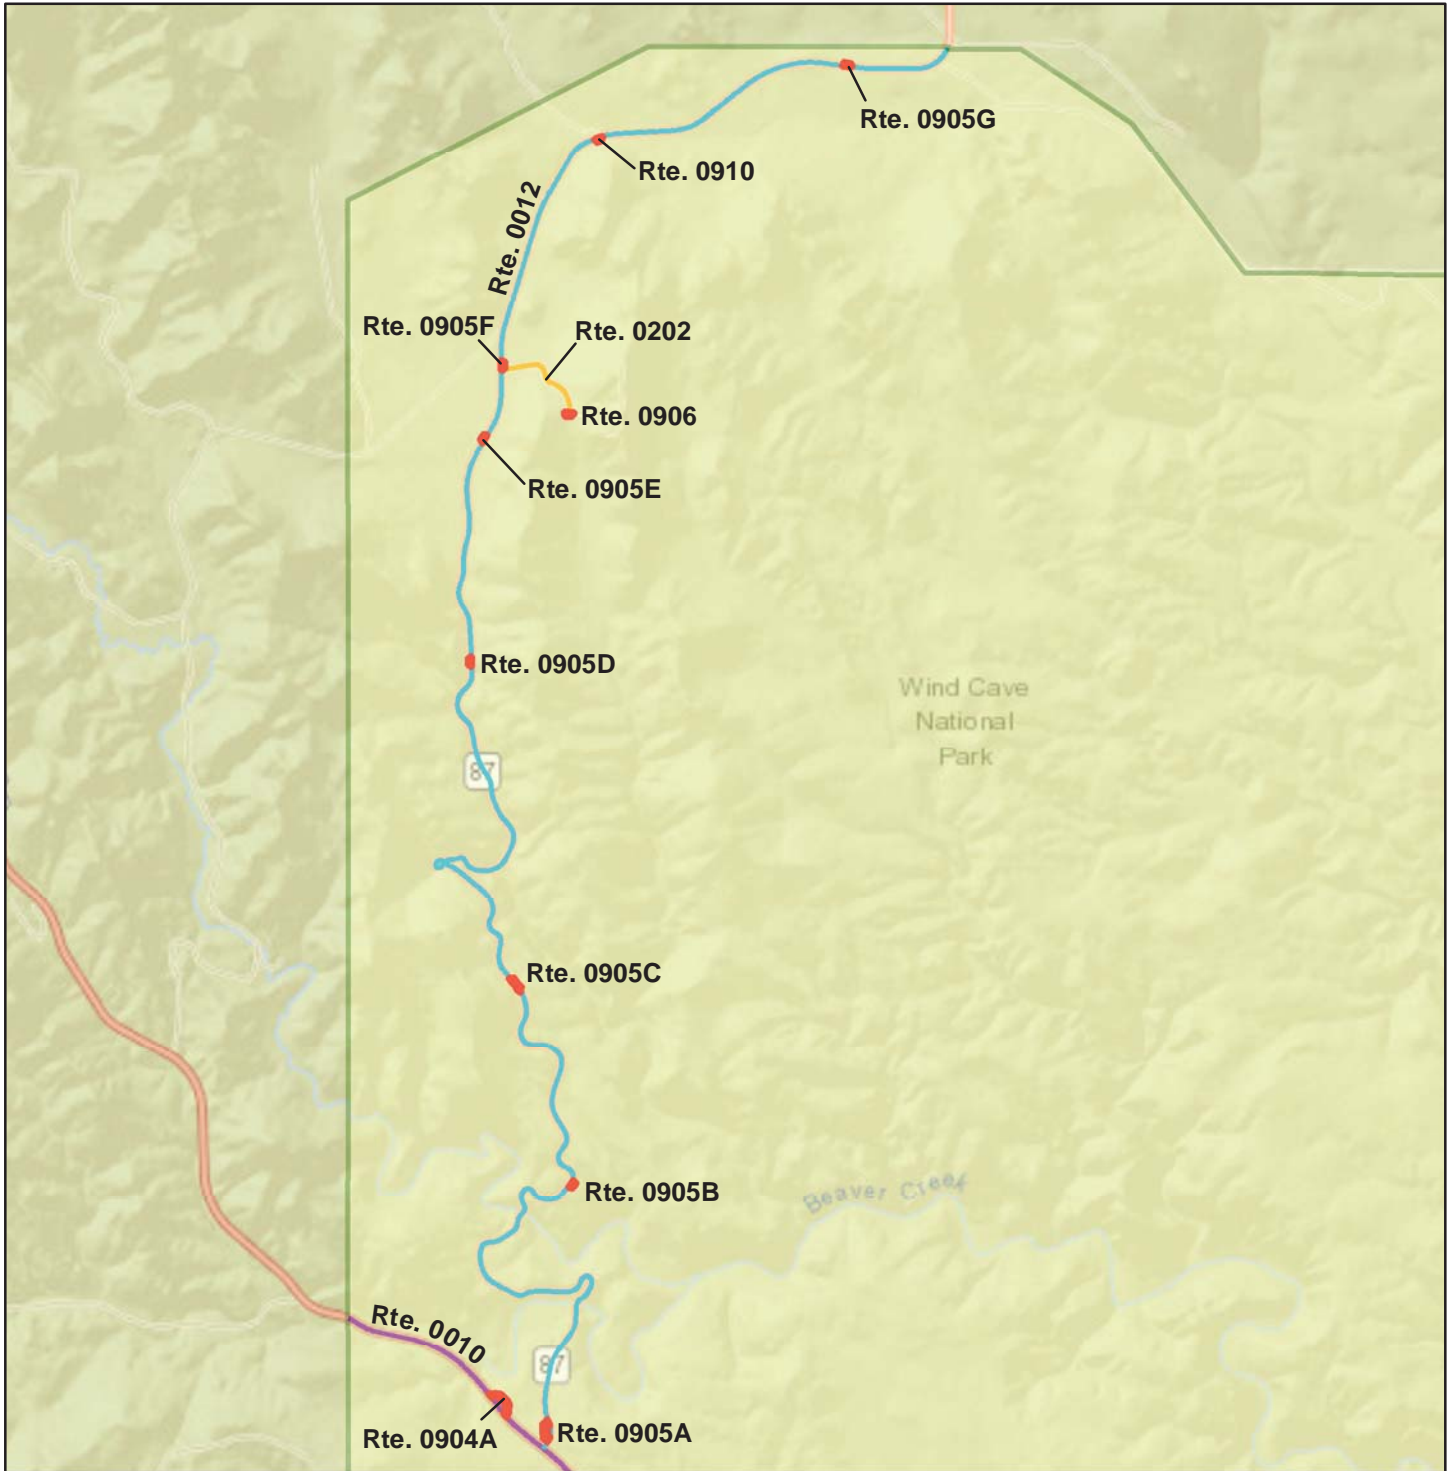 Rte. 0905G
Rte. 0910
Rte. 0012
Rte. 0905F
Rte. 0202
Rte. 0906
Rte. 0905E
Rte. 0905D
Wind Cave
National
Park
87
Rte. 0905C
Rte. 0905B
Beaver Creek
Rte. 0010
87
Rte. 0904A
Rte. 0905A